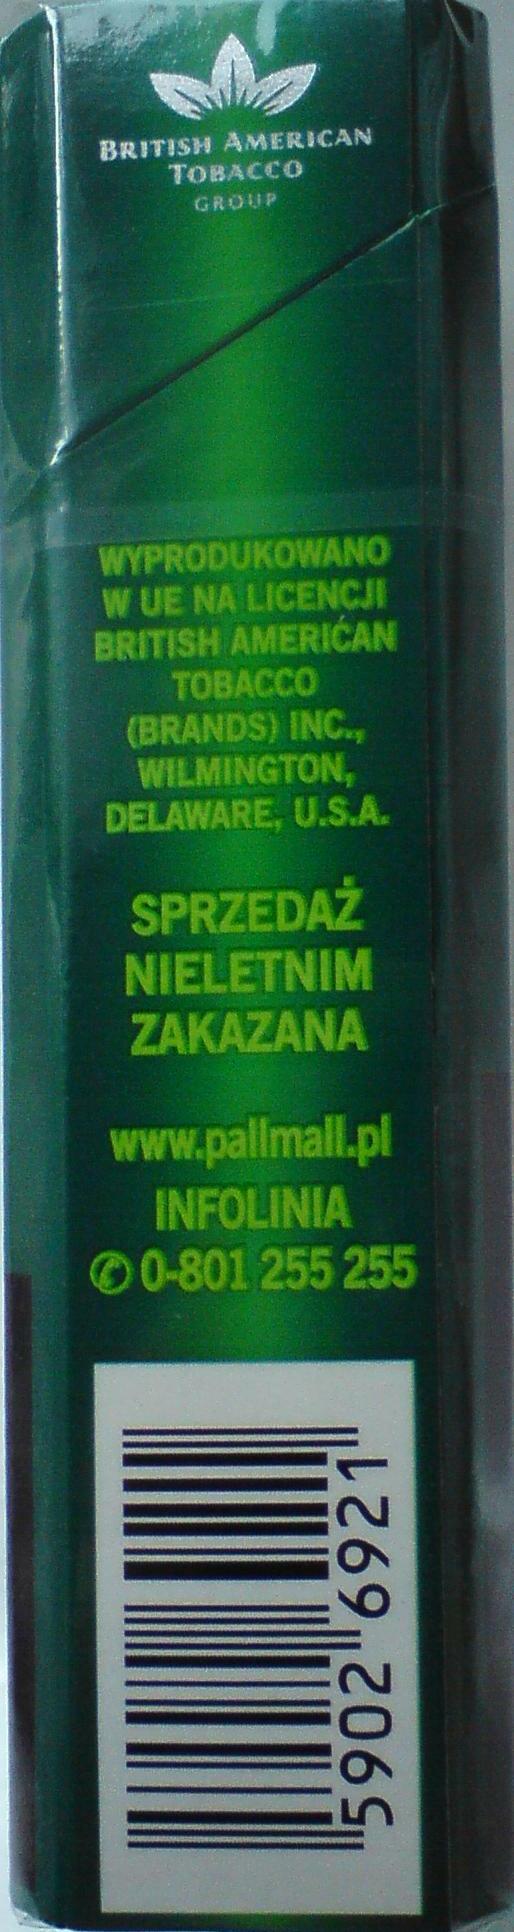 BRITISH AMERICAN
TOBACCO
GROUP
WYPRODUKOWANO
W UE NA LICENCJI
BRITISH AMERIĆAN
TOBACCO
(BRANDS) INC.,
WILMINGTON,
DELAWARE, U.S.A.
SPRZEDAŻ
NIELETNIM
ZAKAZANA
www.pallmall.pl
INFOLINIA
✆ 0-801 255 255
5902 6921